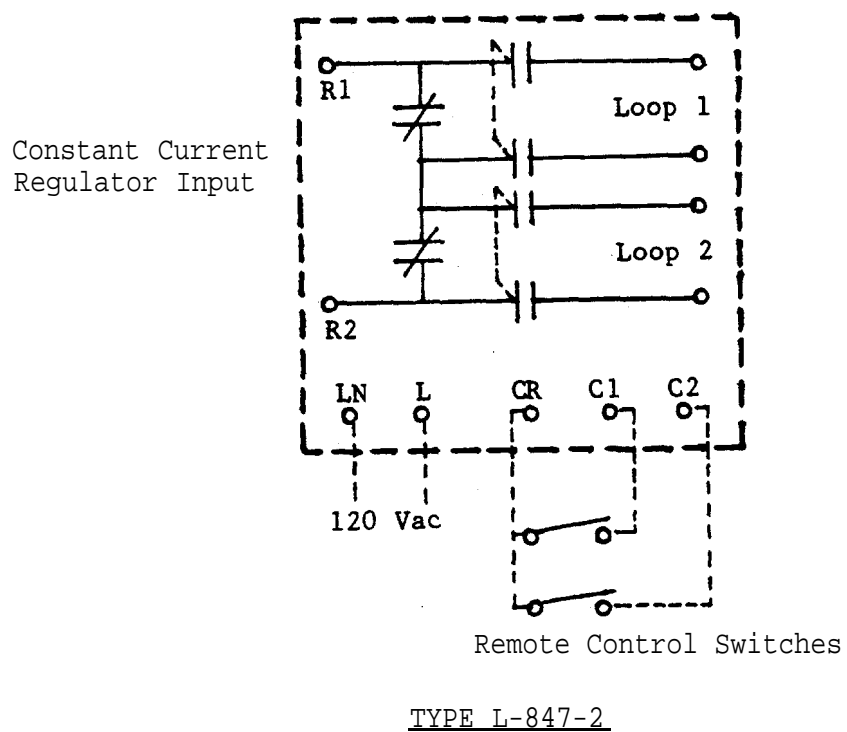 R1
Loop 1
Constant Current
Regulator Input
Loop 2
R2
LN L CR C1 C2
120 Vac
Remote Control Switches
TYPE L-847-2